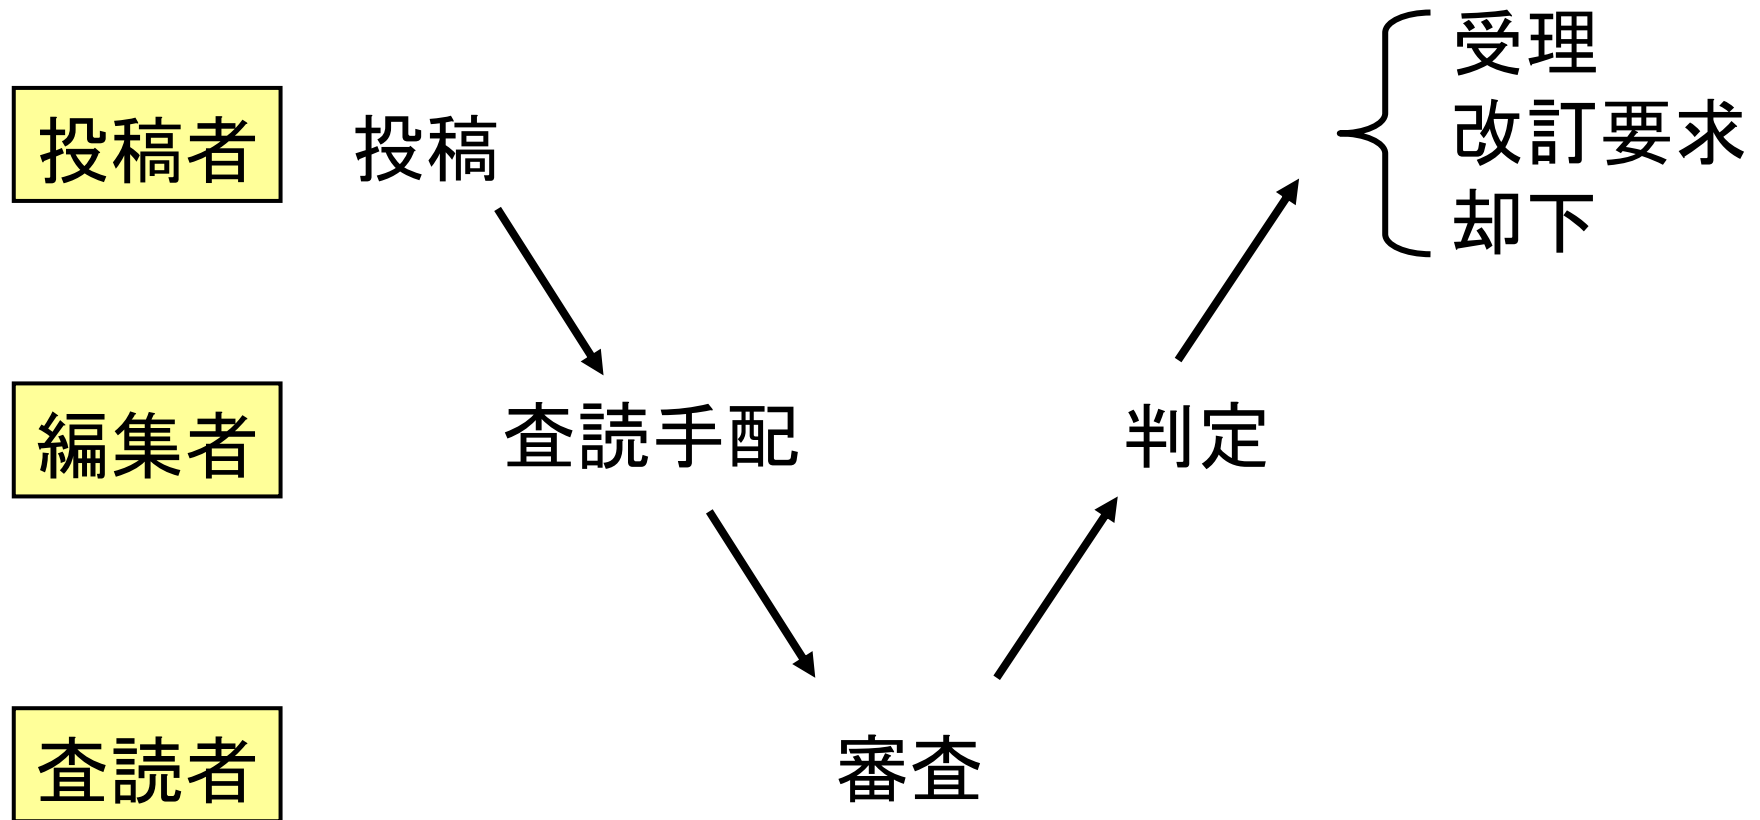 受理
投稿者 投稿 改訂要求
却下
編集者 査読手配 判定
査読者 審査